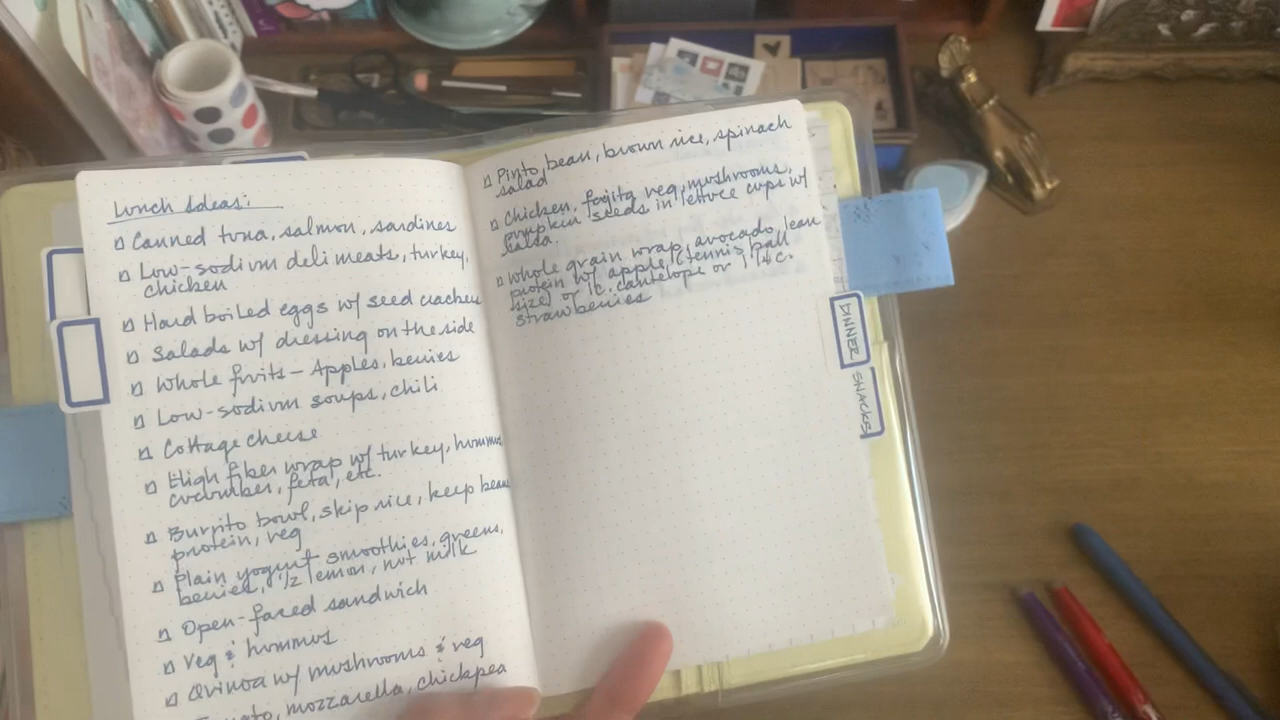 Lunch Ideas:
Canned tuna, salmon, sardines
Low-sodium deli meats, turkey,
chicken
Hard boiled eggs w/ seed crackers
Salads w/ dressing on the side
Whole fruits - Apples, berries
Low-sodium soups, chili
Cottage cheese
High fiber wrap w/ turkey, hummus
cucumber, feta, etc.
Burrito bowl, skip rice, keep beans
protein, veg
Plain yogurt smoothies, greens,
berries, 1/2 lemon, nut milk
Open-faced sandwich
Veg & hummus
Quinoa w/ mushrooms & veg
Tomato, mozzarella, chickpea
Pinto bean, brown rice, spinach
salad
Chicken, fajita veg, mushrooms,
pumpkin seeds in lettuce cups w/
salsa.
Whole grain wrap, avocado, lean
protein w/ apple (tennis ball
size) or 1c. cantelope or 1 1/4 c.
strawberries
DINNER
SNACKS